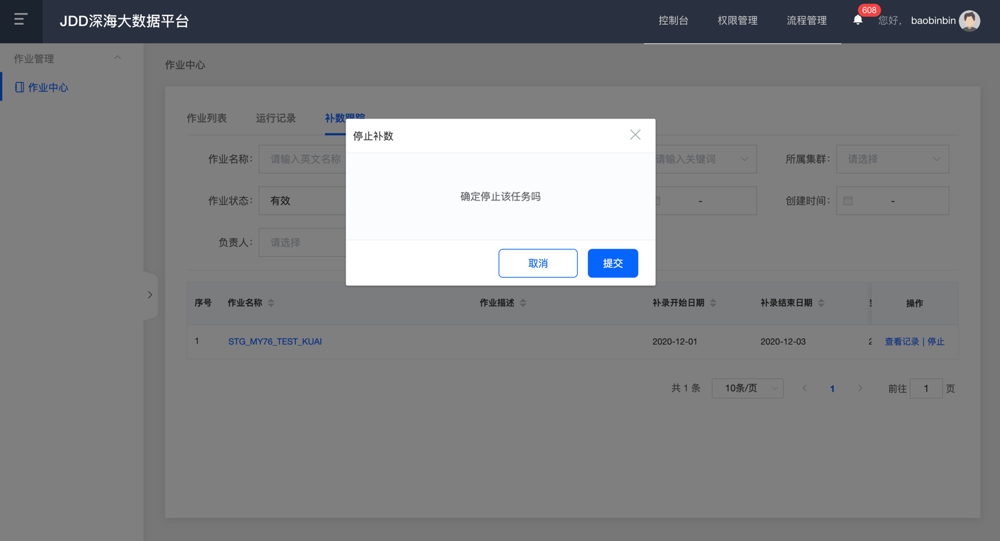 JDD深海大数据平台
控制台 权限管理 流程管理 608 您好， baobinbin
作业管理
作业中心
作业中心
作业列表 运行记录 补数跟踪
停止补数
作业名称： 请输入英文名称 请输入关键词 所属集群： 请选择
确定停止该任务吗
作业状态： 有效 - 创建时间： -
负责人： 请选择
取消 提交
序号 作业名称 作业描述 补录开始日期 补录结束日期 操作
1 STG_MY76_TEST_KUAI 2020-12-01 2020-12-03 2 查看记录 | 停止
共 1 条 10条/页 1 前往 1 页